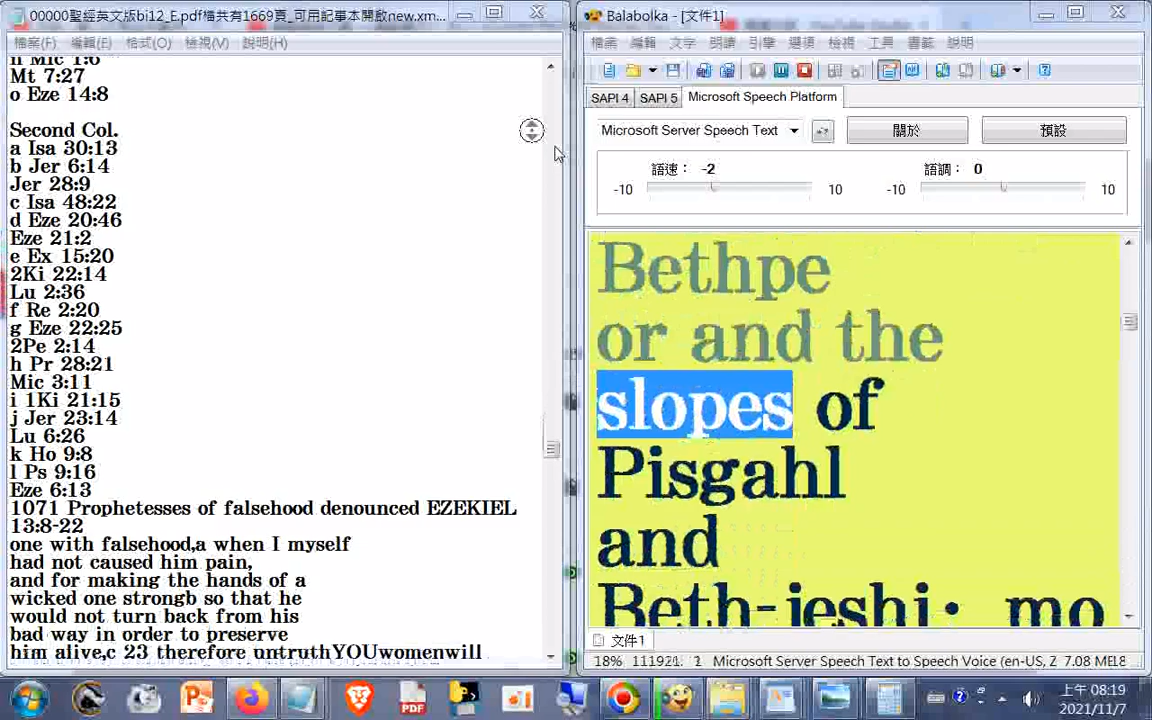 00000聖經英文版bi12_E.pdf檔共有1669頁_可用記事本開啟new.xm...
檔案(F) 編輯(E) 格式(O) 檢視(V) 說明(H)
n Mic 1:6
Mt 7:27
o Eze 14:8
Second Col.
a Isa 30:13
b Jer 6:14
Jer 28:9
c Isa 48:22
d Eze 20:46
Eze 21:2
e Ex 15:20
2Ki 22:14
Lu 2:36
f Re 2:20
g Eze 22:25
2Pe 2:14
h Pr 28:21
Mic 3:11
i 1Ki 21:15
j Jer 23:14
Lu 6:26
k Ho 9:8
l Ps 9:16
Eze 6:13
1071 Prophetesses of falsehood denounced EZEKIEL
13:8-22
one with falsehood,a when I myself
had not caused him pain,
and for making the hands of a
wicked one strongb so that he
would not turn back from his
bad way in order to preserve
him alive,c 23 therefore untruthYOUwomenwill
Balabolka - [文件1]
檔案 編輯 文字 朗讀 引擎 選項 檢視 工具 書籤 說明
SAPI 4 SAPI 5 Microsoft Speech Platform
Microsoft Server Speech Text 關於 預設
語速： -2 語調： 0
-10 10 -10 10
Bethpe
or and the
slopes of
Pisgahl
and
Beth-jeshi·mo
文件1
18% 111921: 1 Microsoft Server Speech Text to Speech Voice (en-US, Z 7.08 MEL8
PDF
上午 08:19
2021/11/7